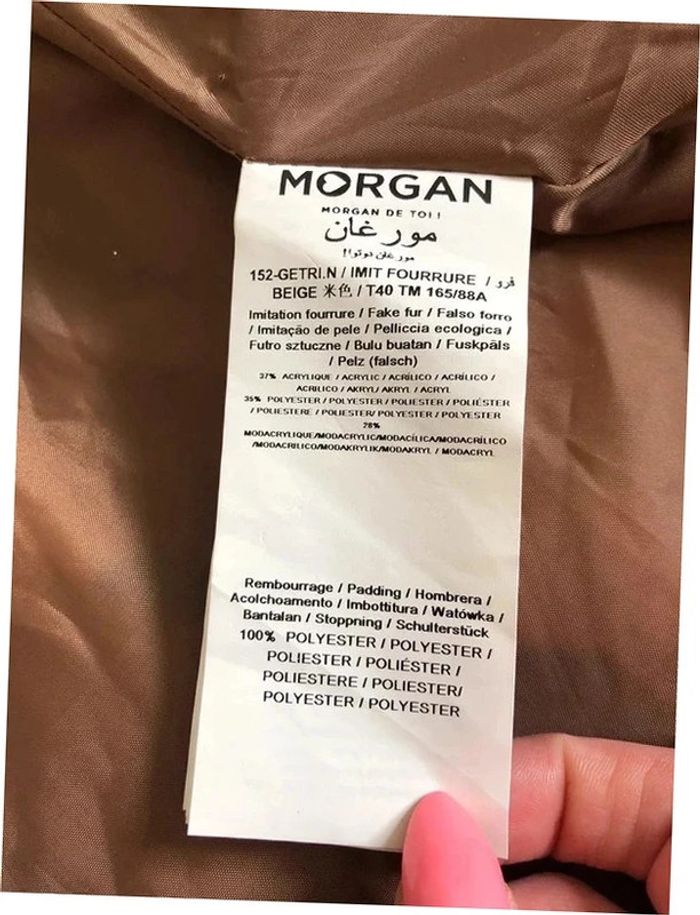 MORGAN
MORGAN DE TOI !
مورغان
مورغان دوتوا!
152-GETRI.N / IMIT FOURRURE / فرو
BEIGE 米色 / T40 TM 165/88A
Imitation fourrure / Fake fur / Falso forro
/ Imitação de pele / Pelliccia ecologica /
Futro sztuczne / Bulu buatan / Fuskpäls
/ Pelz (falsch)
37% ACRYLIQUE / ACRYLIC / ACRÍLICO / ACRÍLICO /
ACRILICO / AKRYL/ AKRYL / ACRYL
35% POLYESTER / POLYESTER / POLIESTER / POLIÉSTER
/ POLIESTERE / POLIESTER/ POLYESTER / POLYESTER
28%
MODACRYLIQUE/MODACRYLIC/MODACÍLICA/MODACRÍLICO
/MODACRILICO/MODAKRYLIK/MODAKRYL / MODACRYL
Rembourrage / Padding / Hombrera /
Acolchoamento / Imbottitura / Watówka /
Bantalan / Stoppning / Schulterstück
100% POLYESTER / POLYESTER /
POLIESTER / POLIÉSTER /
POLIESTERE / POLIESTER/
POLYESTER / POLYESTER